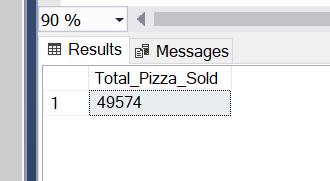 90 %
Results Messages
Total_Pizza_Sold
1 49574